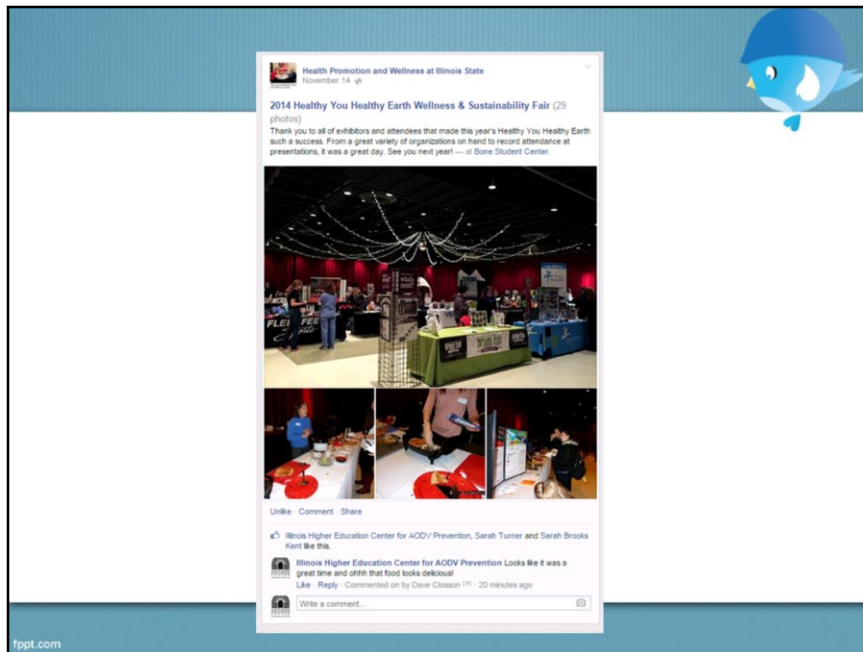 Health Promotion and Wellness at Illinois State
November 14
2014 Healthy You Healthy Earth Wellness & Sustainability Fair (29
photos)
Thank you to all of exhibitors and attendees that made this year's Healthy You Healthy Earth
such a success. From a great variety of organizations on hand to record attendance at
presentations, it was a great day. See you next year! — at Bone Student Center.
FLEET FEET
Sports
Unlike · Comment · Share
Illinois Higher Education Center for AODV Prevention, Sarah Turner and Sarah Brooks
Kent like this.
Illinois Higher Education Center for AODV Prevention Looks like it was a
great time and ohhh that food looks delicious!
Like · Reply · Commented on by Dave Closson [?] · 20 minutes ago
Write a comment...
fppt.com